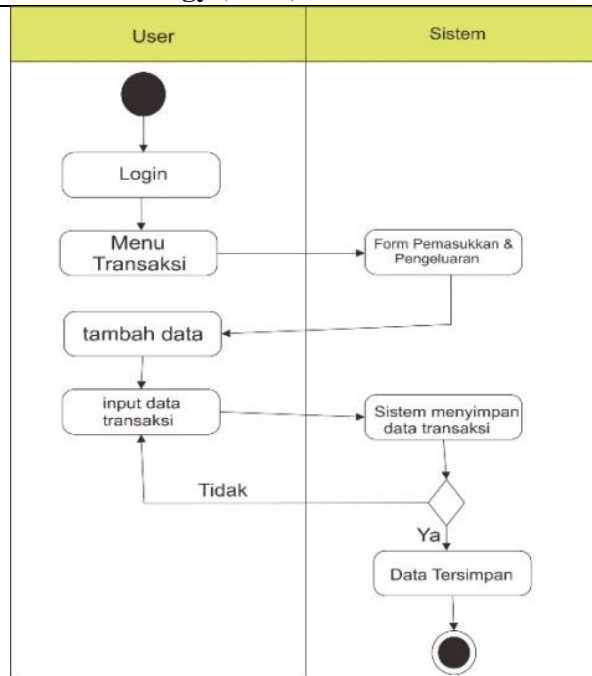 User
Sistem
Login
Menu
Transaksi
Form Pemasukkan &
Pengeluaran
tambah data
input data
transaksi
Sistem menyimpan
data transaksi
Tidak
Ya
Data Tersimpan